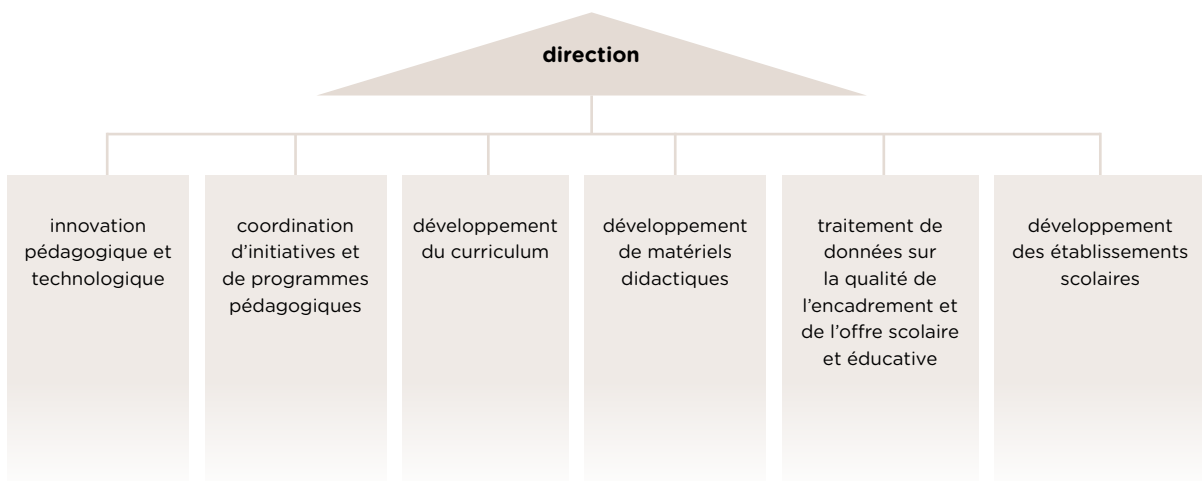 direction
innovation
pédagogique et
technologique
coordination
d’initiatives et
de programmes
pédagogiques
développement
du curriculum
développement
de matériels
didactiques
traitement de
données sur
la qualité de
l’encadrement et
de l’offre scolaire
et éducative
développement
des établissements
scolaires